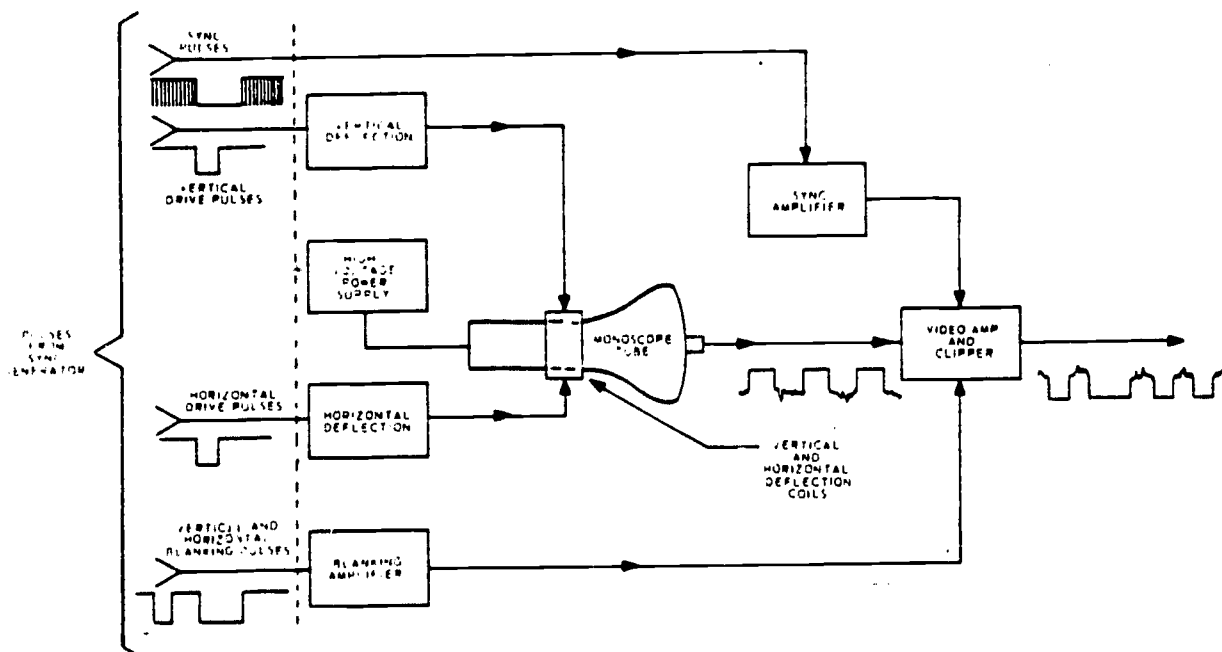 SYNC
PULSES
VERTICAL
DEFLECTION
VERTICAL
DRIVE PULSES
SYNC
AMPLIFIER
HIGH
VOLTAGE
POWER
SUPPLY
PULSES
FROM
SYNC
GENERATOR
MONOSCOPE
TUBE
VIDEO AMP
AND
CLIPPER
HORIZONTAL
DRIVE PULSES
HORIZONTAL
DEFLECTION
VERTICAL
AND
HORIZONTAL
DEFLECTION
COILS
VERTICLE AND
HORIZONTAL
BLANKING PULSES
BLANKING
AMPLIFIER